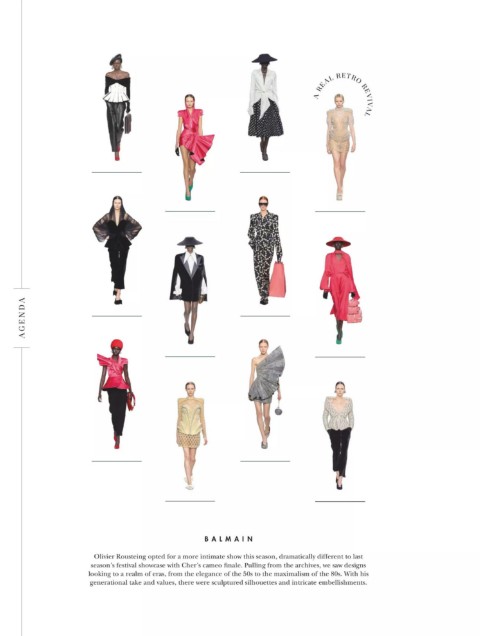 A REAL RETRO REVIVAL
AGENDA
BALMAIN
Olivier Rousteing opted for a more intimate show this season, dramatically different to last
season's festival showcase with Cher's cameo finale. Pulling from the archives, we saw designs
looking to a realm of eras, from the elegance of the 50s to the maximalism of the 80s. With his
generational take and values, there were sculptured silhouettes and intricate embellishments.